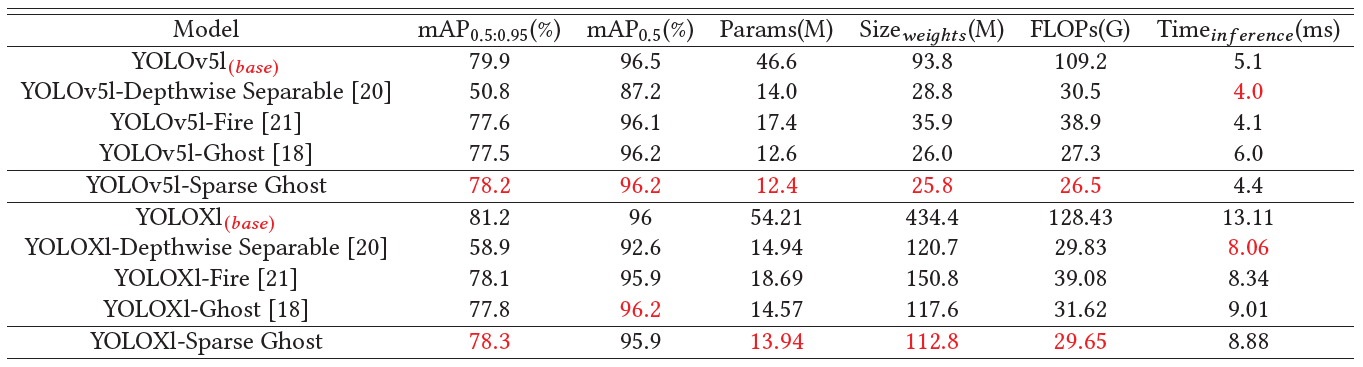 Model mAP0.5:0.95(%) mAP0.5(%) Params(M) Sizeweights(M) FLOPs(G) Timeinference(ms)
YOLOv5l(base) 79.9 96.5 46.6 93.8 109.2 5.1
YOLOv5l-Depthwise Separable [20] 50.8 87.2 14.0 28.8 30.5 4.0
YOLOv5l-Fire [21] 77.6 96.1 17.4 35.9 38.9 4.1
YOLOv5l-Ghost [18] 77.5 96.2 12.6 26.0 27.3 6.0
YOLOv5l-Sparse Ghost 78.2 96.2 12.4 25.8 26.5 4.4
YOLOXl(base) 81.2 96 54.21 434.4 128.43 13.11
YOLOXl-Depthwise Separable [20] 58.9 92.6 14.94 120.7 29.83 8.06
YOLOXl-Fire [21] 78.1 95.9 18.69 150.8 39.08 8.34
YOLOXl-Ghost [18] 77.8 96.2 14.57 117.6 31.62 9.01
YOLOXl-Sparse Ghost 78.3 95.9 13.94 112.8 29.65 8.88